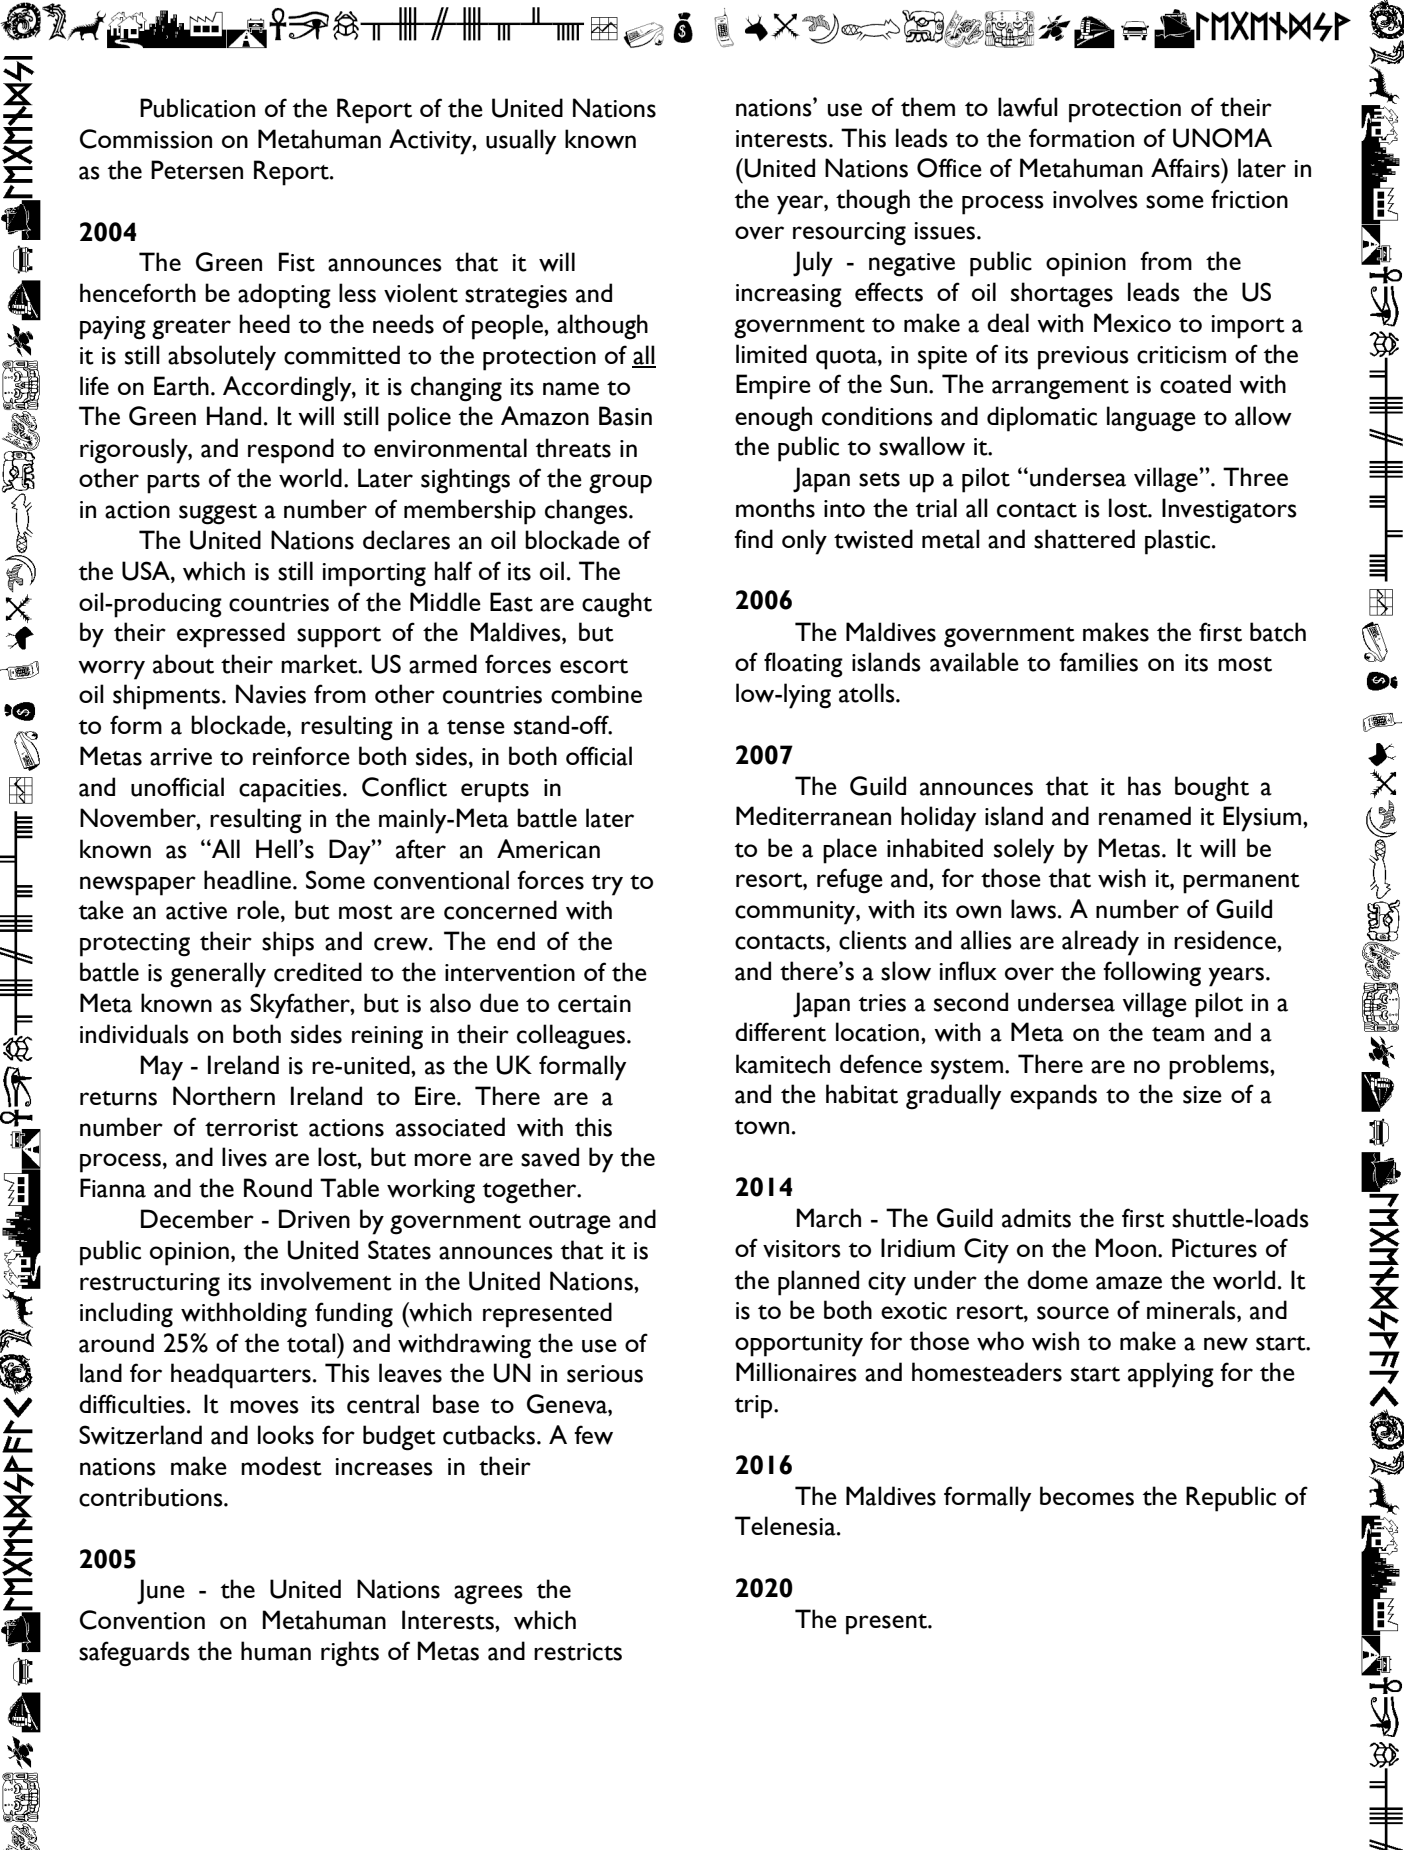 Publication of the Report of the United Nations
Commission on Metahuman Activity, usually known
as the Petersen Report.
2004
The Green Fist announces that it will
henceforth be adopting less violent strategies and
paying greater heed to the needs of people, although
it is still absolutely committed to the protection of all
life on Earth. Accordingly, it is changing its name to
The Green Hand. It will still police the Amazon Basin
rigorously, and respond to environmental threats in
other parts of the world. Later sightings of the group
in action suggest a number of membership changes.
The United Nations declares an oil blockade of
the USA, which is still importing half of its oil. The
oil-producing countries of the Middle East are caught
by their expressed support of the Maldives, but
worry about their market. US armed forces escort
oil shipments. Navies from other countries combine
to form a blockade, resulting in a tense stand-off.
Metas arrive to reinforce both sides, in both official
and unofficial capacities. Conflict erupts in
November, resulting in the mainly-Meta battle later
known as “All Hell’s Day” after an American
newspaper headline. Some conventional forces try to
take an active role, but most are concerned with
protecting their ships and crew. The end of the
battle is generally credited to the intervention of the
Meta known as Skyfather, but is also due to certain
individuals on both sides reining in their colleagues.
May - Ireland is re-united, as the UK formally
returns Northern Ireland to Eire. There are a
number of terrorist actions associated with this
process, and lives are lost, but more are saved by the
Fianna and the Round Table working together.
December - Driven by government outrage and
public opinion, the United States announces that it is
restructuring its involvement in the United Nations,
including withholding funding (which represented
around 25% of the total) and withdrawing the use of
land for headquarters. This leaves the UN in serious
difficulties. It moves its central base to Geneva,
Switzerland and looks for budget cutbacks. A few
nations make modest increases in their
contributions.
2005
June - the United Nations agrees the
Convention on Metahuman Interests, which
safeguards the human rights of Metas and restricts
nations’ use of them to lawful protection of their
interests. This leads to the formation of UNOMA
(United Nations Office of Metahuman Affairs) later in
the year, though the process involves some friction
over resourcing issues.
July - negative public opinion from the
increasing effects of oil shortages leads the US
government to make a deal with Mexico to import a
limited quota, in spite of its previous criticism of the
Empire of the Sun. The arrangement is coated with
enough conditions and diplomatic language to allow
the public to swallow it.
Japan sets up a pilot “undersea village”. Three
months into the trial all contact is lost. Investigators
find only twisted metal and shattered plastic.
2006
The Maldives government makes the first batch
of floating islands available to families on its most
low-lying atolls.
2007
The Guild announces that it has bought a
Mediterranean holiday island and renamed it Elysium,
to be a place inhabited solely by Metas. It will be
resort, refuge and, for those that wish it, permanent
community, with its own laws. A number of Guild
contacts, clients and allies are already in residence,
and there’s a slow influx over the following years.
Japan tries a second undersea village pilot in a
different location, with a Meta on the team and a
kamitech defence system. There are no problems,
and the habitat gradually expands to the size of a
town.
2014
March - The Guild admits the first shuttle-loads
of visitors to Iridium City on the Moon. Pictures of
the planned city under the dome amaze the world. It
is to be both exotic resort, source of minerals, and
opportunity for those who wish to make a new start.
Millionaires and homesteaders start applying for the
trip.
2016
The Maldives formally becomes the Republic of
Telenesia.
2020
The present.